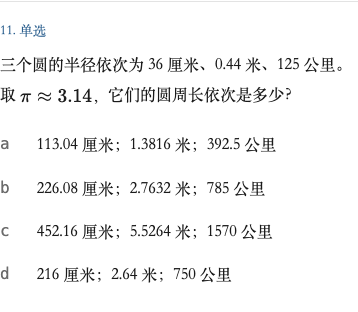 11. 单选
三个圆的半径依次为 36 厘米、0.44 米、125 公里。
取 π ≈ 3.14，它们的圆周长依次是多少?
a 113.04 厘米；1.3816 米；392.5 公里
b 226.08 厘米；2.7632 米；785 公里
c 452.16 厘米；5.5264 米；1570 公里
d 216 厘米；2.64 米；750 公里